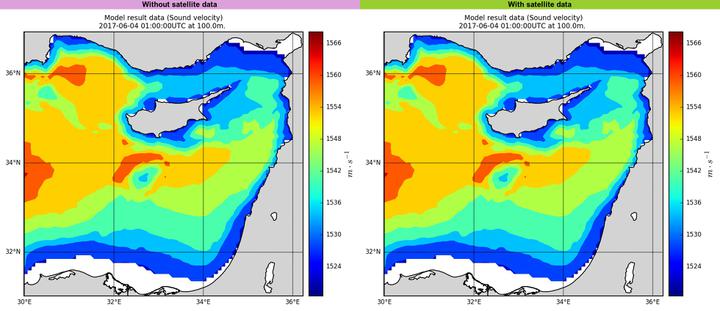 Without satellite data
Model result data (Sound velocity)
2017-06-04 01:00:00UTC at 100.0m.
36°N
34°N
32°N
30°E
32°E
34°E
36°E
1566
1560
1554
1548
1542
1536
1530
1524
m · s⁻¹
With satellite data
Model result data (Sound velocity)
2017-06-04 01:00:00UTC at 100.0m.
36°N
34°N
32°N
30°E
32°E
34°E
36°E
1566
1560
1554
1548
1542
1536
1530
1524
m · s⁻¹